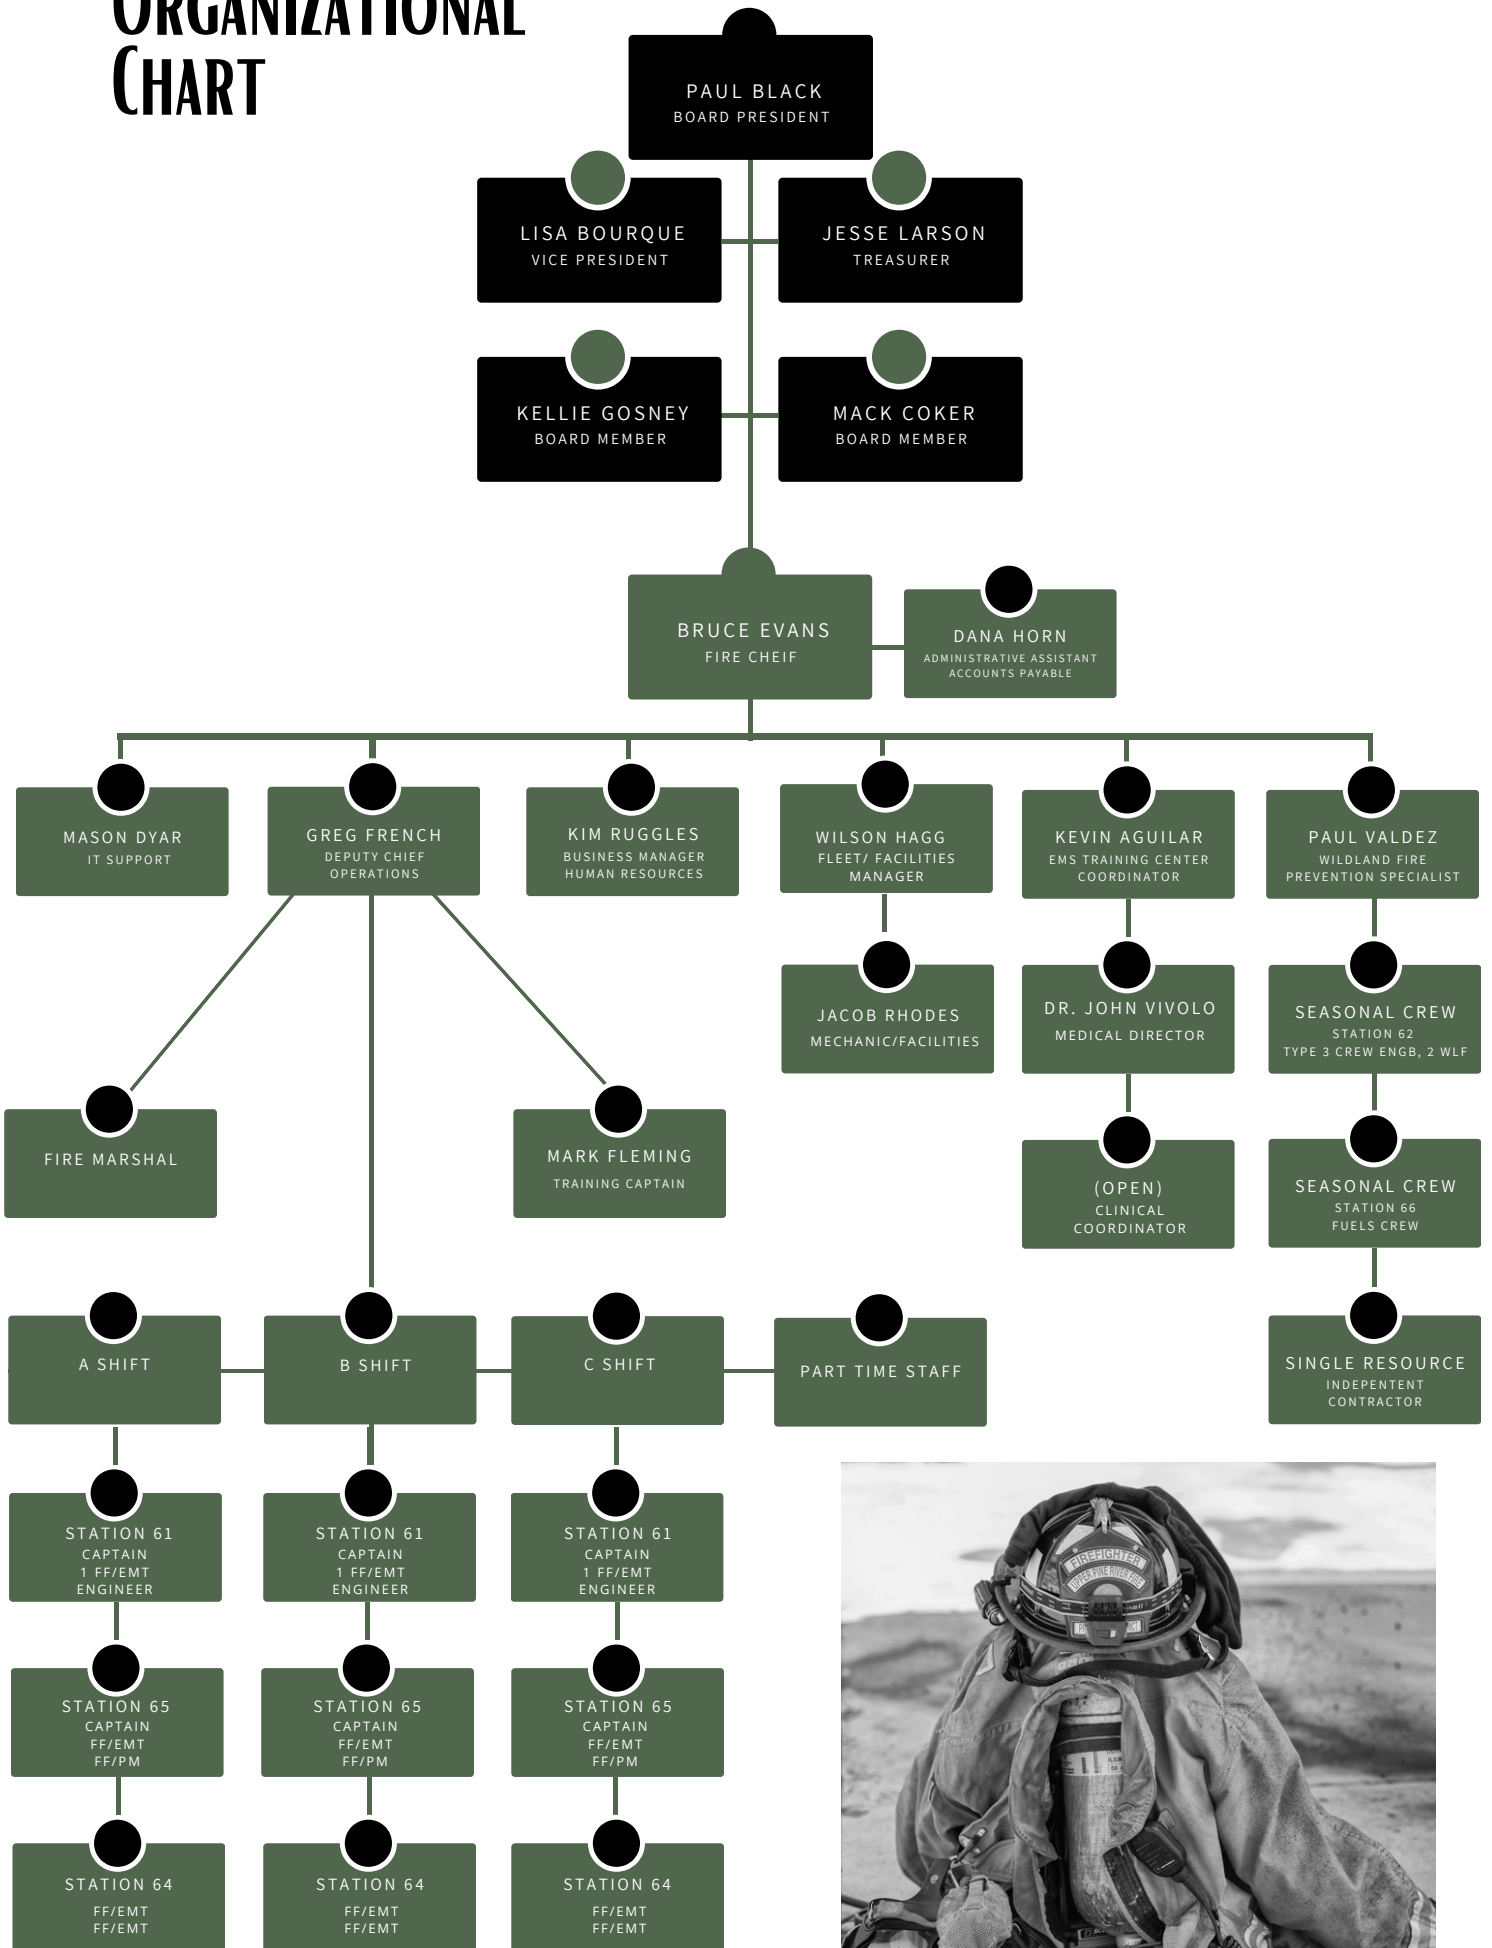 ORGANIZATIONAL
CHART
PAUL BLACK
BOARD PRESIDENT
LISA BOURQUE
VICE PRESIDENT
JESSE LARSON
TREASURER
KELLIE GOSNEY
BOARD MEMBER
MACK COKER
BOARD MEMBER
BRUCE EVANS
FIRE CHEIF
DANA HORN
ADMINISTRATIVE ASSISTANT
ACCOUNTS PAYABLE
MASON DYAR
IT SUPPORT
GREG FRENCH
DEPUTY CHIEF
OPERATIONS
KIM RUGGLES
BUSINESS MANAGER
HUMAN RESOURCES
WILSON HAGG
FLEET/ FACILITIES
MANAGER
KEVIN AGUILAR
EMS TRAINING CENTER
COORDINATOR
PAUL VALDEZ
WILDLAND FIRE
PREVENTION SPECIALIST
JACOB RHODES
MECHANIC/FACILITIES
DR. JOHN VIVOLO
MEDICAL DIRECTOR
SEASONAL CREW
STATION 62
TYPE 3 CREW ENGB, 2 WLF
FIRE MARSHAL
MARK FLEMING
TRAINING CAPTAIN
(OPEN)
CLINICAL
COORDINATOR
SEASONAL CREW
STATION 66
FUELS CREW
A SHIFT
B SHIFT
C SHIFT
PART TIME STAFF
SINGLE RESOURCE
INDEPENTENT
CONTRACTOR
STATION 61
CAPTAIN
1 FF/EMT
ENGINEER
STATION 61
CAPTAIN
1 FF/EMT
ENGINEER
STATION 61
CAPTAIN
1 FF/EMT
ENGINEER
STATION 65
CAPTAIN
FF/EMT
FF/PM
STATION 65
CAPTAIN
FF/EMT
FF/PM
STATION 65
CAPTAIN
FF/EMT
FF/PM
STATION 64
FF/EMT
FF/EMT
STATION 64
FF/EMT
FF/EMT
STATION 64
FF/EMT
FF/EMT
FIREFIGHTER
UPPER PINE RIVER FIRE